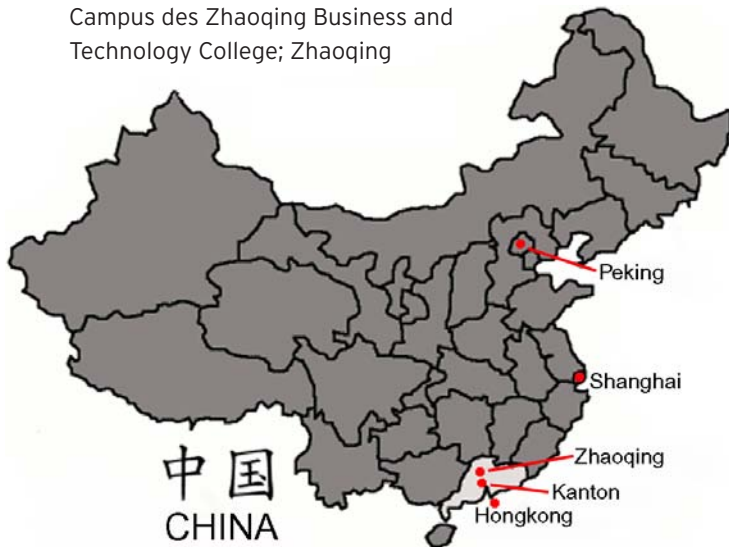 Campus des Zhaoqing Business and
Technology College; Zhaoqing
Peking
Shanghai
Zhaoqing
Kanton
Hongkong
中国
CHINA